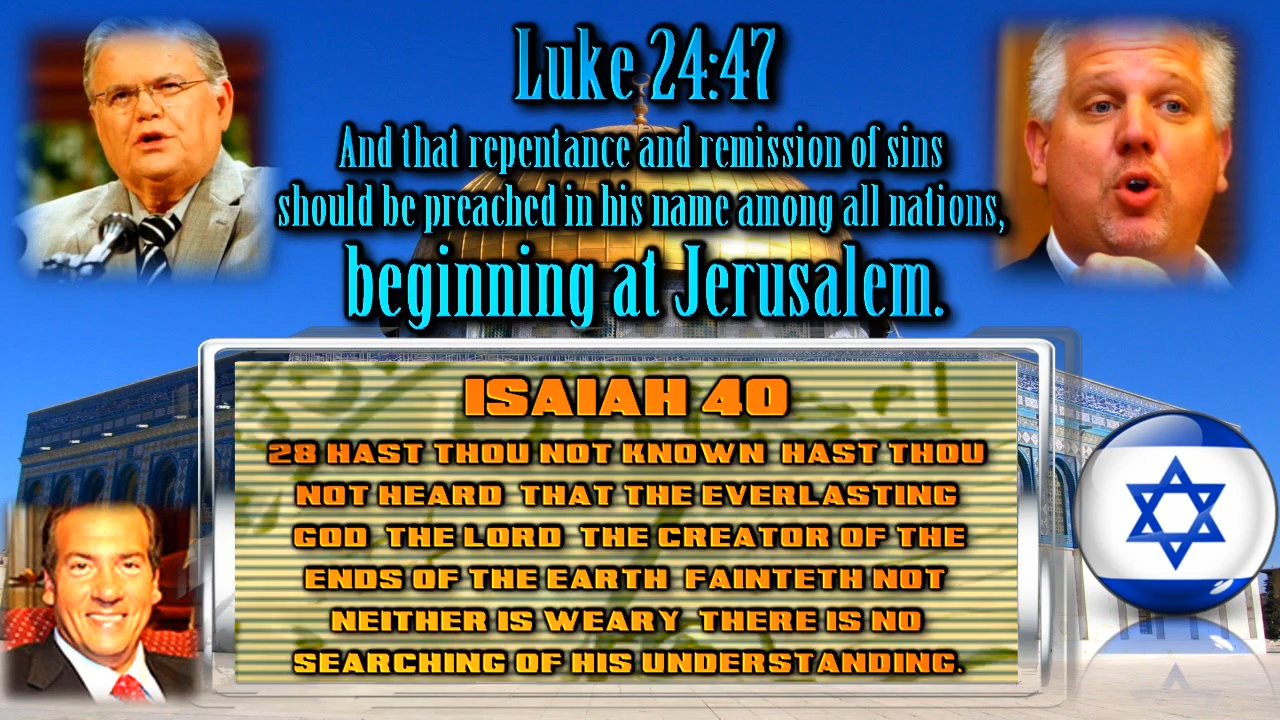 Luke 24:47
And that repentance and remission of sins
should be preached in his name among all nations,
beginning at Jerusalem.
ISAIAH 40
28 HAST THOU NOT KNOWN HAST THOU
NOT HEARD THAT THE EVERLASTING
GOD THE LORD THE CREATOR OF THE
ENDS OF THE EARTH FAINTETH NOT
NEITHER IS WEARY THERE IS NO
SEARCHING OF HIS UNDERSTANDING.